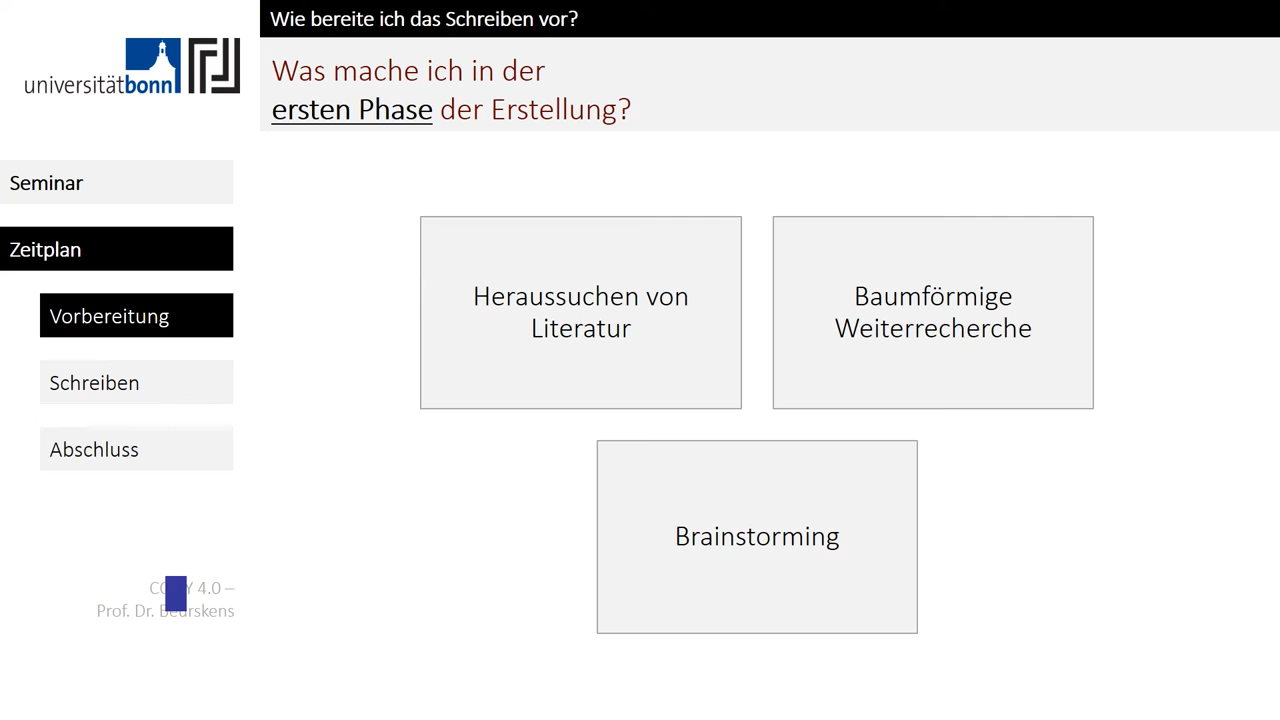 Wie bereite ich das Schreiben vor?
universitätbonn
Was mache ich in der
ersten Phase der Erstellung?
Seminar
Zeitplan
Vorbereitung
Schreiben
Abschluss
Heraussuchen von
Literatur
Baumförmige
Weiterrecherche
Brainstorming
4.0 –
Prof. Dr. Beurskens